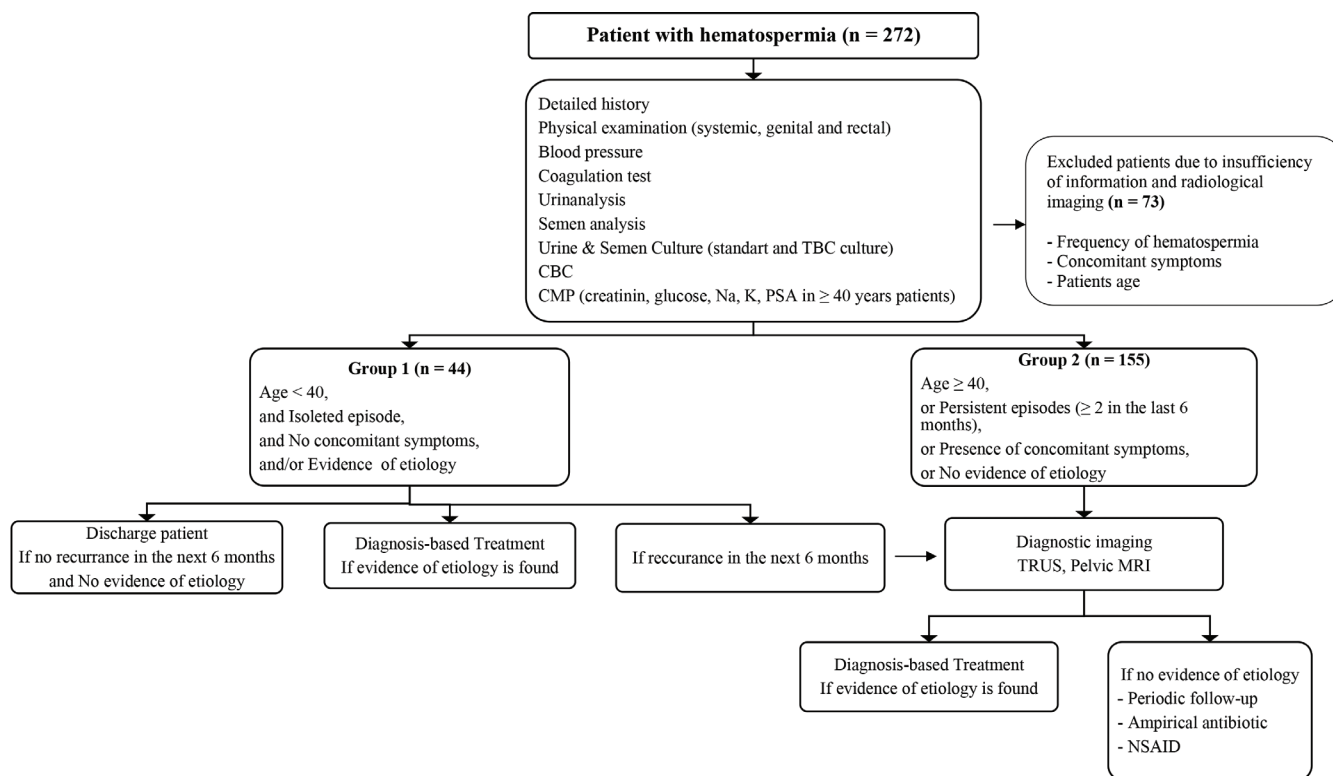 Patient with hematospermia (n = 272)
Detailed history
Physical examination (systemic, genital and rectal)
Blood pressure
Coagulation test
Urinanalysis
Semen analysis
Urine & Semen Culture (standart and TBC culture)
CBC
CMP (creatinin, glucose, Na, K, PSA in ≥ 40 years patients)
Excluded patients due to insufficiency
of information and radiological
imaging (n = 73)
- Frequency of hematospermia
- Concomitant symptoms
- Patients age
Group 1 (n = 44)
Age < 40,
and Isoleted episode,
and No concomitant symptoms,
and/or Evidence of etiology
Group 2 (n = 155)
Age ≥ 40,
or Persistent episodes (≥ 2 in the last 6
months),
or Presence of concomitant symptoms,
or No evidence of etiology
Discharge patient
If no recurrance in the next 6 months
and No evidence of etiology
Diagnosis-based Treatment
If evidence of etiology is found
If reccurance in the next 6 months
Diagnostic imaging
TRUS, Pelvic MRI
Diagnosis-based Treatment
If evidence of etiology is found
If no evidence of etiology
- Periodic follow-up
- Ampirical antibiotic
- NSAID